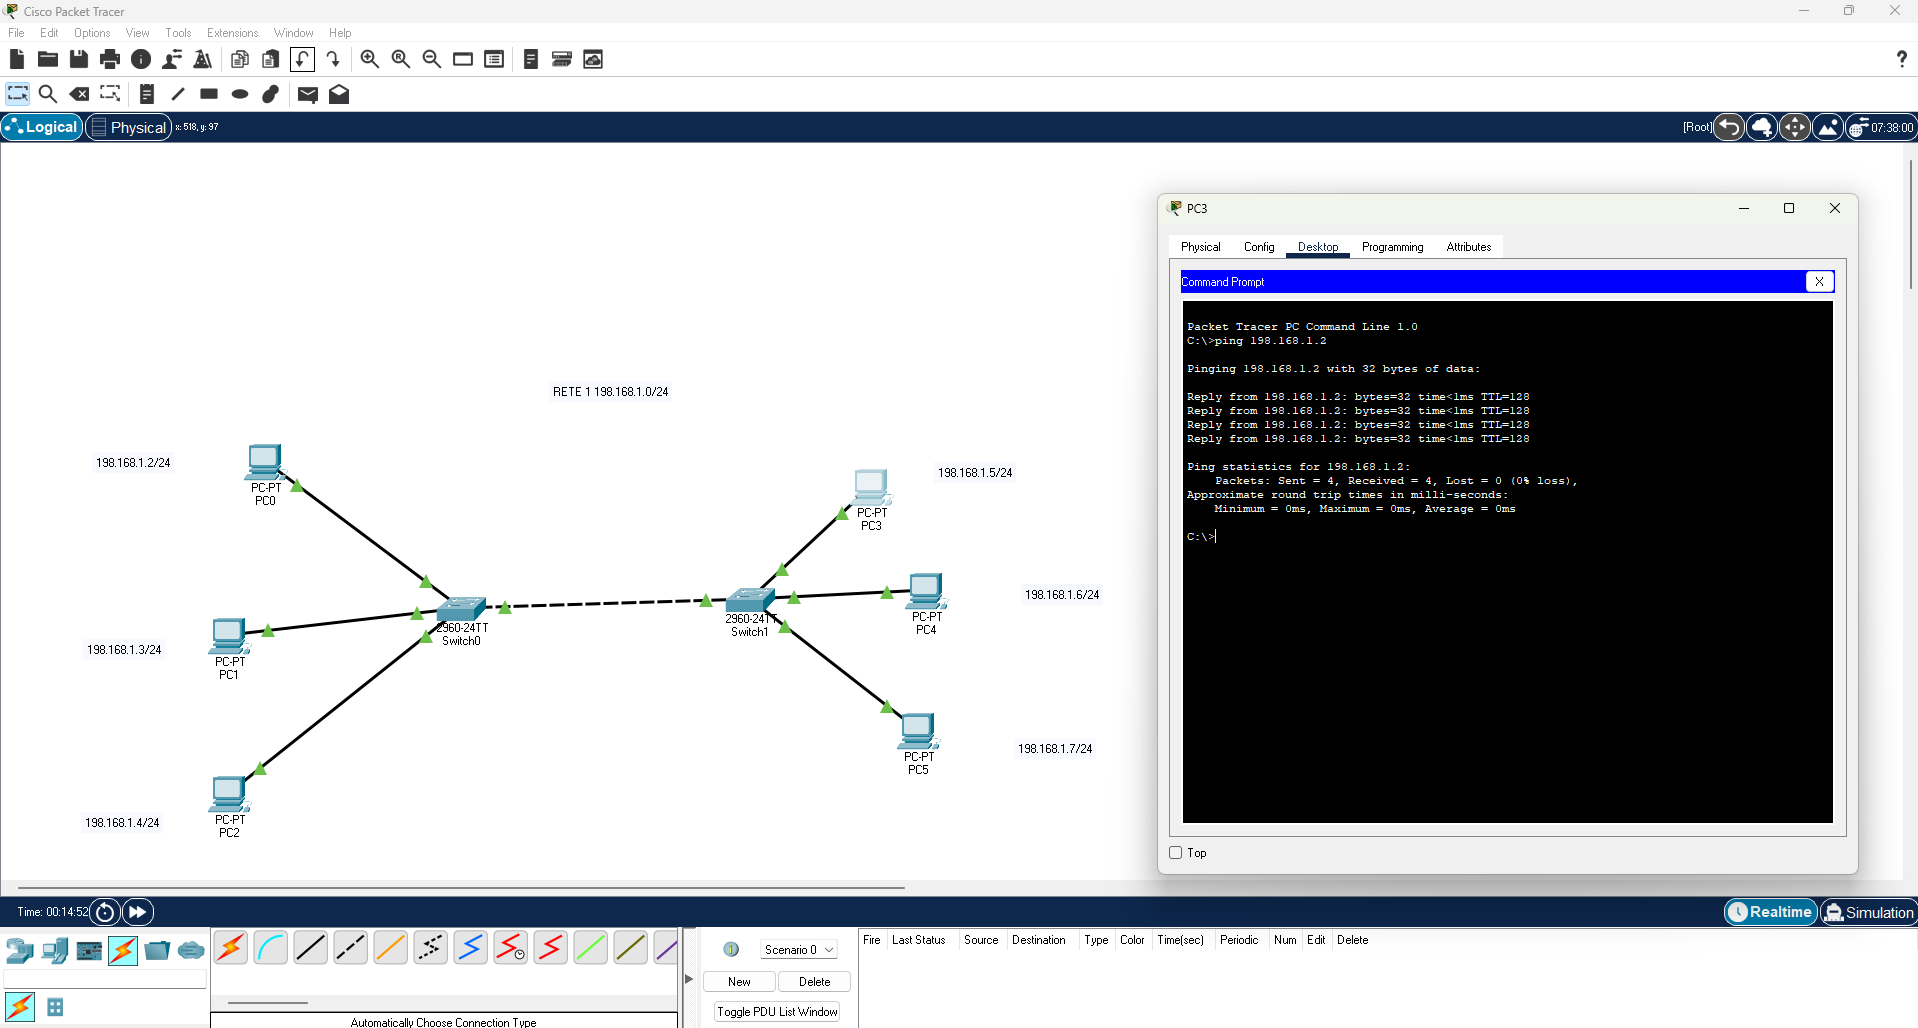 Cisco Packet Tracer
File Edit Options View Tools Extensions Window Help
?
Logical Physical x: 518, y: 97 [Root] 07:38:00
PC3
Physical Config Desktop Programming Attributes
Command Prompt X
Packet Tracer PC Command Line 1.0
C:\>ping 198.168.1.2
Pinging 198.168.1.2 with 32 bytes of data:
Reply from 198.168.1.2: bytes=32 time<1ms TTL=128
Reply from 198.168.1.2: bytes=32 time<1ms TTL=128
Reply from 198.168.1.2: bytes=32 time<1ms TTL=128
Reply from 198.168.1.2: bytes=32 time<1ms TTL=128
Ping statistics for 198.168.1.2:
Packets: Sent = 4, Received = 4, Lost = 0 (0% loss),
Approximate round trip times in milli-seconds:
Minimum = 0ms, Maximum = 0ms, Average = 0ms
C:\>
Top
RETE 1 198.168.1.0/24
198.168.1.2/24
PC-PT
PC0
198.168.1.5/24
PC-PT
PC3
198.168.1.6/24
PC-PT
PC4
2960-24TT
Switch0
2960-24TT
Switch1
198.168.1.3/24
PC-PT
PC1
198.168.1.7/24
PC-PT
PC5
198.168.1.4/24
PC-PT
PC2
Time: 00:14:52 Realtime Simulation
Scenario 0
New Delete
Toggle PDU List Window
Fire Last Status Source Destination Type Color Time(sec) Periodic Num Edit Delete
Automatically Choose Connection Type